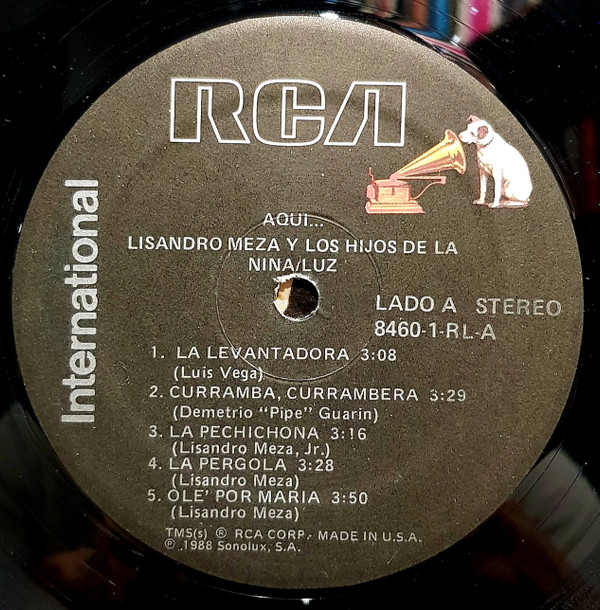 RCA
International
AQUI...
LISANDRO MEZA Y LOS HIJOS DE LA
NINA/LUZ
LADO A STEREO
8460-1-RL-A
1. LA LEVANTADORA 3:08
(Luis Vega)
2. CURRAMBA, CURRAMBERA 3:29
(Demetrio "Pipe" Guarin)
3. LA PECHICHONA 3:16
(Lisandro Meza, Jr.)
4. LA PERGOLA 3:28
(Lisandro Meza)
5. OLE' POR MARIA 3:50
(Lisandro Meza)
TMS(s) ® RCA CORP. MADE IN U.S.A.
℗ 1988 Sonolux, S.A.